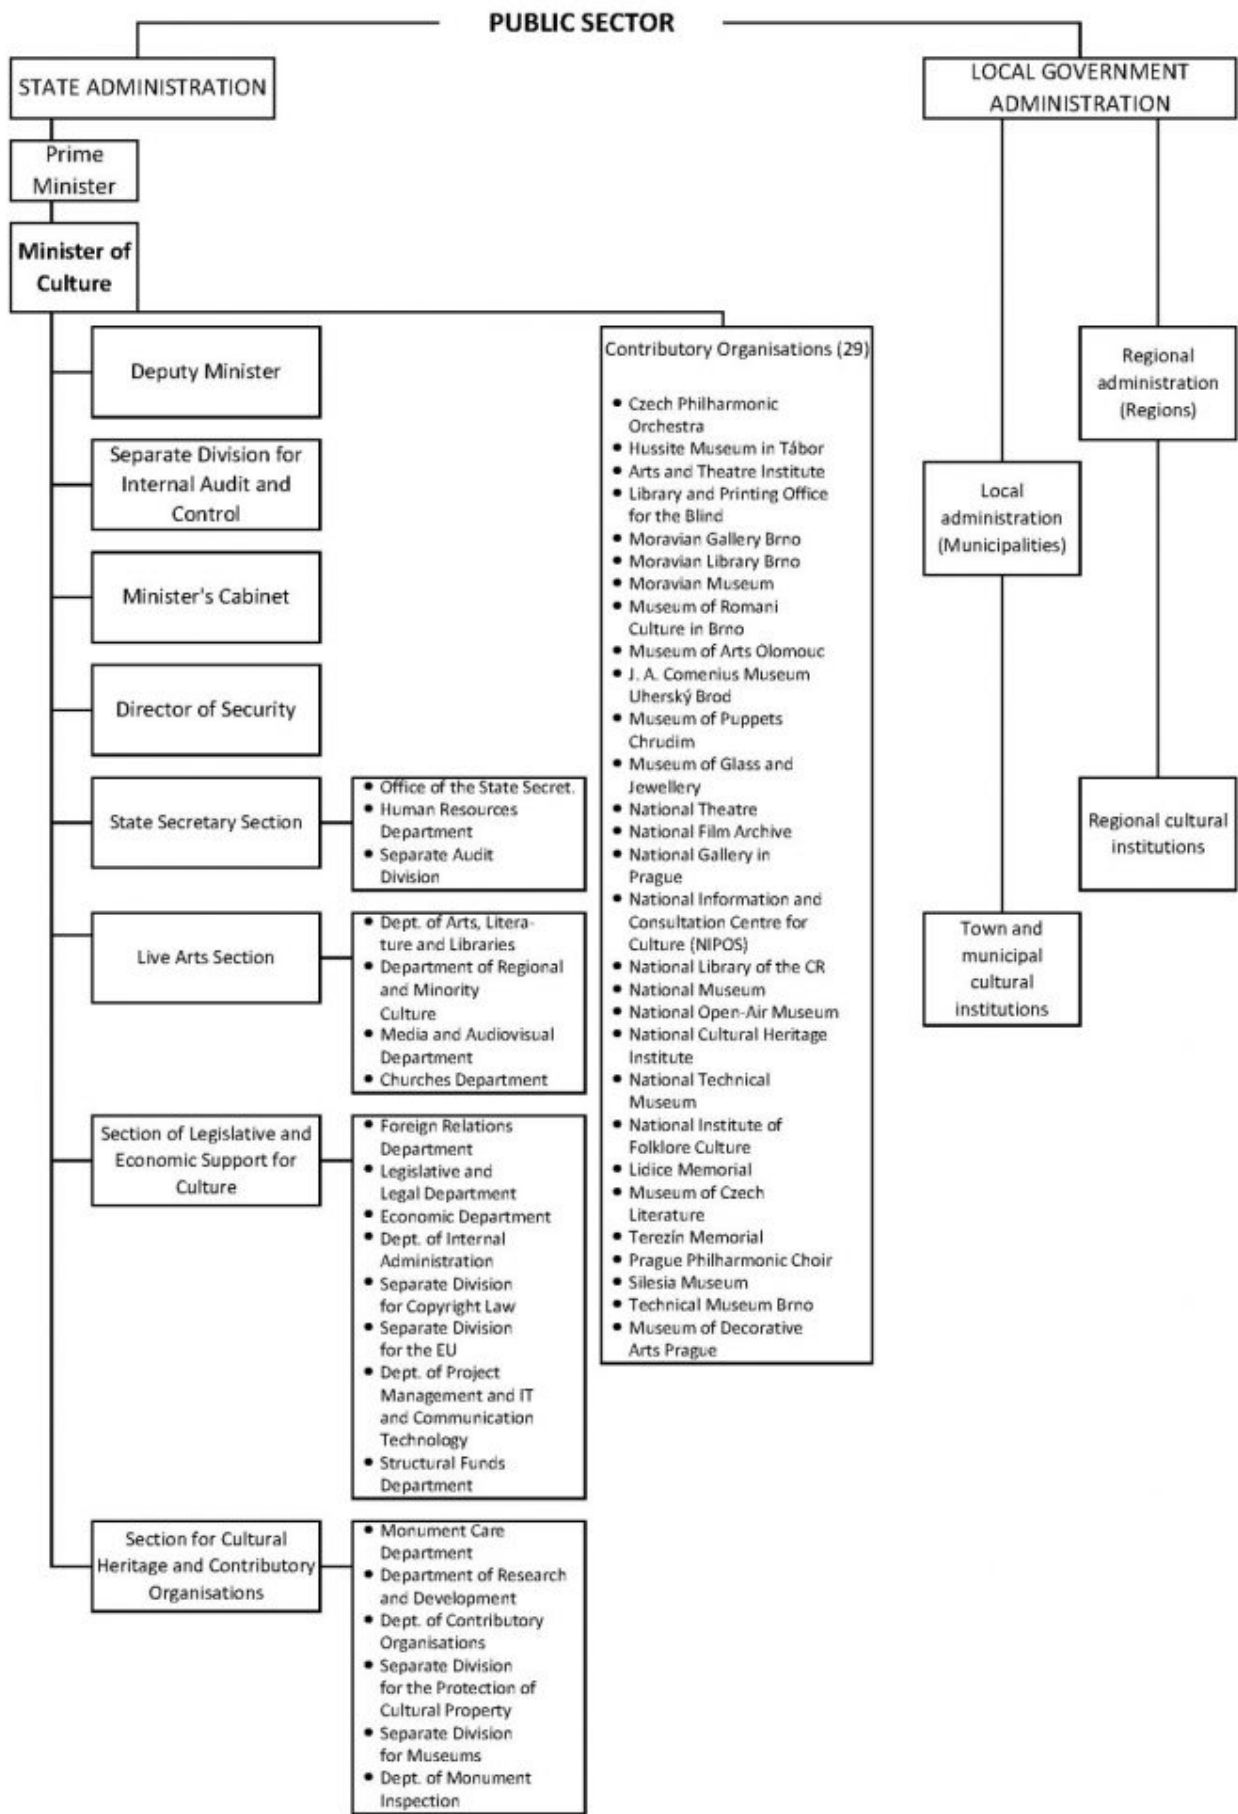 PUBLIC SECTOR
STATE ADMINISTRATION
LOCAL GOVERNMENT
ADMINISTRATION
Prime
Minister
Minister of
Culture
Deputy Minister
Separate Division for
Internal Audit and
Control
Minister's Cabinet
Director of Security
State Secretary Section
• Office of the State Secret.
• Human Resources
Department
• Separate Audit
Division
Live Arts Section
• Dept. of Arts, Litera-
ture and Libraries
• Department of Regional
and Minority
Culture
• Media and Audiovisual
Department
• Churches Department
Section of Legislative and
Economic Support for
Culture
• Foreign Relations
Department
• Legislative and
Legal Department
• Economic Department
• Dept. of Internal
Administration
• Separate Division
for Copyright Law
• Separate Division
for the EU
• Dept. of Project
Management and IT
and Communication
Technology
• Structural Funds
Department
Section for Cultural
Heritage and Contributory
Organisations
• Monument Care
Department
• Department of Research
and Development
• Dept. of Contributory
Organisations
• Separate Division
for the Protection of
Cultural Property
• Separate Division
for Museums
• Dept. of Monument
Inspection
Contributory Organisations (29)
• Czech Philharmonic
Orchestra
• Hussite Museum in Tábor
• Arts and Theatre Institute
• Library and Printing Office
for the Blind
• Moravian Gallery Brno
• Moravian Library Brno
• Moravian Museum
• Museum of Romani
Culture in Brno
• Museum of Arts Olomouc
• J. A. Comenius Museum
Uherský Brod
• Museum of Puppets
Chrudim
• Museum of Glass and
Jewellery
• National Theatre
• National Film Archive
• National Gallery in
Prague
• National Information and
Consultation Centre for
Culture (NIPOS)
• National Library of the CR
• National Museum
• National Open-Air Museum
• National Cultural Heritage
Institute
• National Technical
Museum
• National Institute of
Folklore Culture
• Lidice Memorial
• Museum of Czech
Literature
• Terezín Memorial
• Prague Philharmonic Choir
• Silesia Museum
• Technical Museum Brno
• Museum of Decorative
Arts Prague
Regional
administration
(Regions)
Local
administration
(Municipalities)
Regional cultural
institutions
Town and
municipal
cultural
institutions